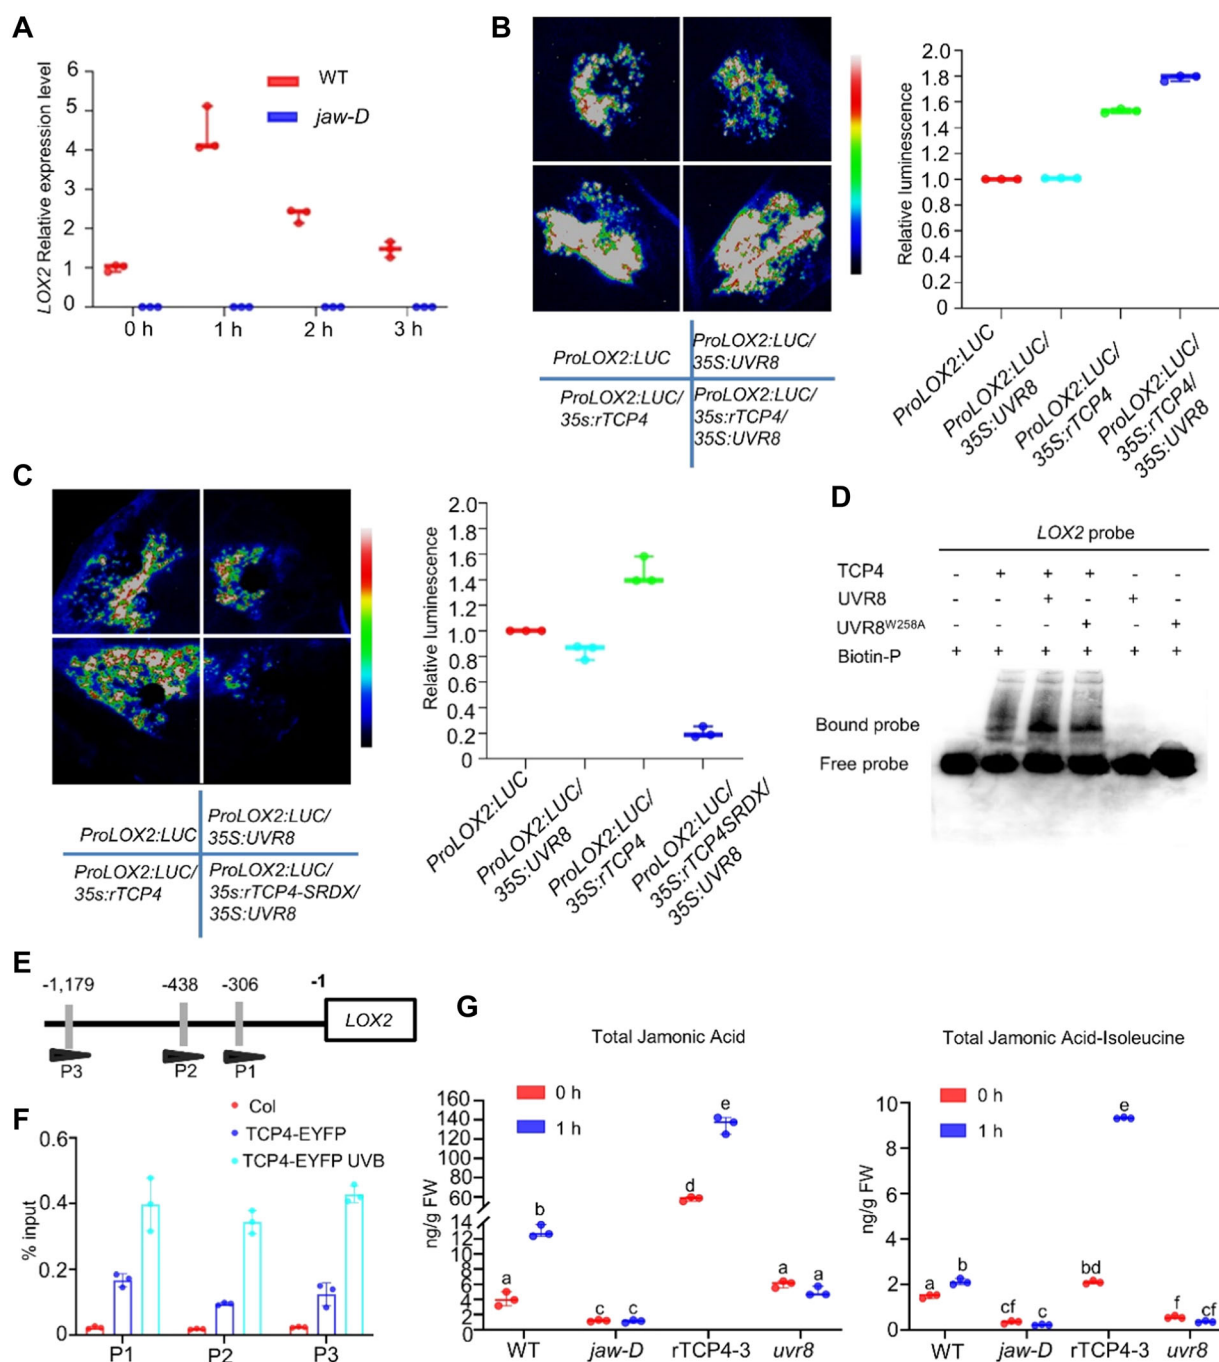 A
LOX2 Relative expression level
6
5
4
3
2
1
0
WT
jaw-D
0 h
1 h
2 h
3 h
B
ProLOX2:LUC
ProLOX2:LUC/
35S:UVR8
ProLOX2:LUC/
35s:rTCP4
ProLOX2:LUC/
35s:rTCP4/
35S:UVR8
Relative luminescence
2.0
1.8
1.6
1.4
1.2
1.0
0.8
0.6
0.4
0.2
0
ProLOX2:LUC
ProLOX2:LUC/
35S:UVR8
ProLOX2:LUC/
35S:rTCP4
ProLOX2:LUC/
35S:rTCP4/
35S:UVR8
C
ProLOX2:LUC
ProLOX2:LUC/
35S:UVR8
ProLOX2:LUC/
35s:rTCP4
ProLOX2:LUC/
35s:rTCP4-SRDX/
35S:UVR8
Relative luminescence
2.0
1.8
1.6
1.4
1.2
1.0
0.8
0.6
0.4
0.2
0
ProLOX2:LUC
ProLOX2:LUC/
35S:UVR8
ProLOX2:LUC/
35S:rTCP4
ProLOX2:LUC/
35S:rTCP4SRDX/
35S:UVR8
D
LOX2 probe
TCP4 - + + + - -
UVR8 - - + - + -
UVR8W258A - - - + - +
Biotin-P + + + + + +
Bound probe
Free probe
E
-1,179
-438
-306
-1
LOX2
P3
P2
P1
F
Col
TCP4-EYFP
TCP4-EYFP UVB
% input
0.6
0.4
0.2
0
P1
P2
P3
G
Total Jamonic Acid
ng/g FW
160
140
120
100
80
60
14
12
10
8
6
4
2
0
0 h
1 h
a
b
c
c
d
e
a
a
WT
jaw-D
rTCP4-3
uvr8
Total Jamonic Acid-Isoleucine
ng/g FW
10
8
6
4
2
0
0 h
1 h
a
b
cf
c
bd
e
f
cf
WT
jaw-D
rTCP4-3
uvr8